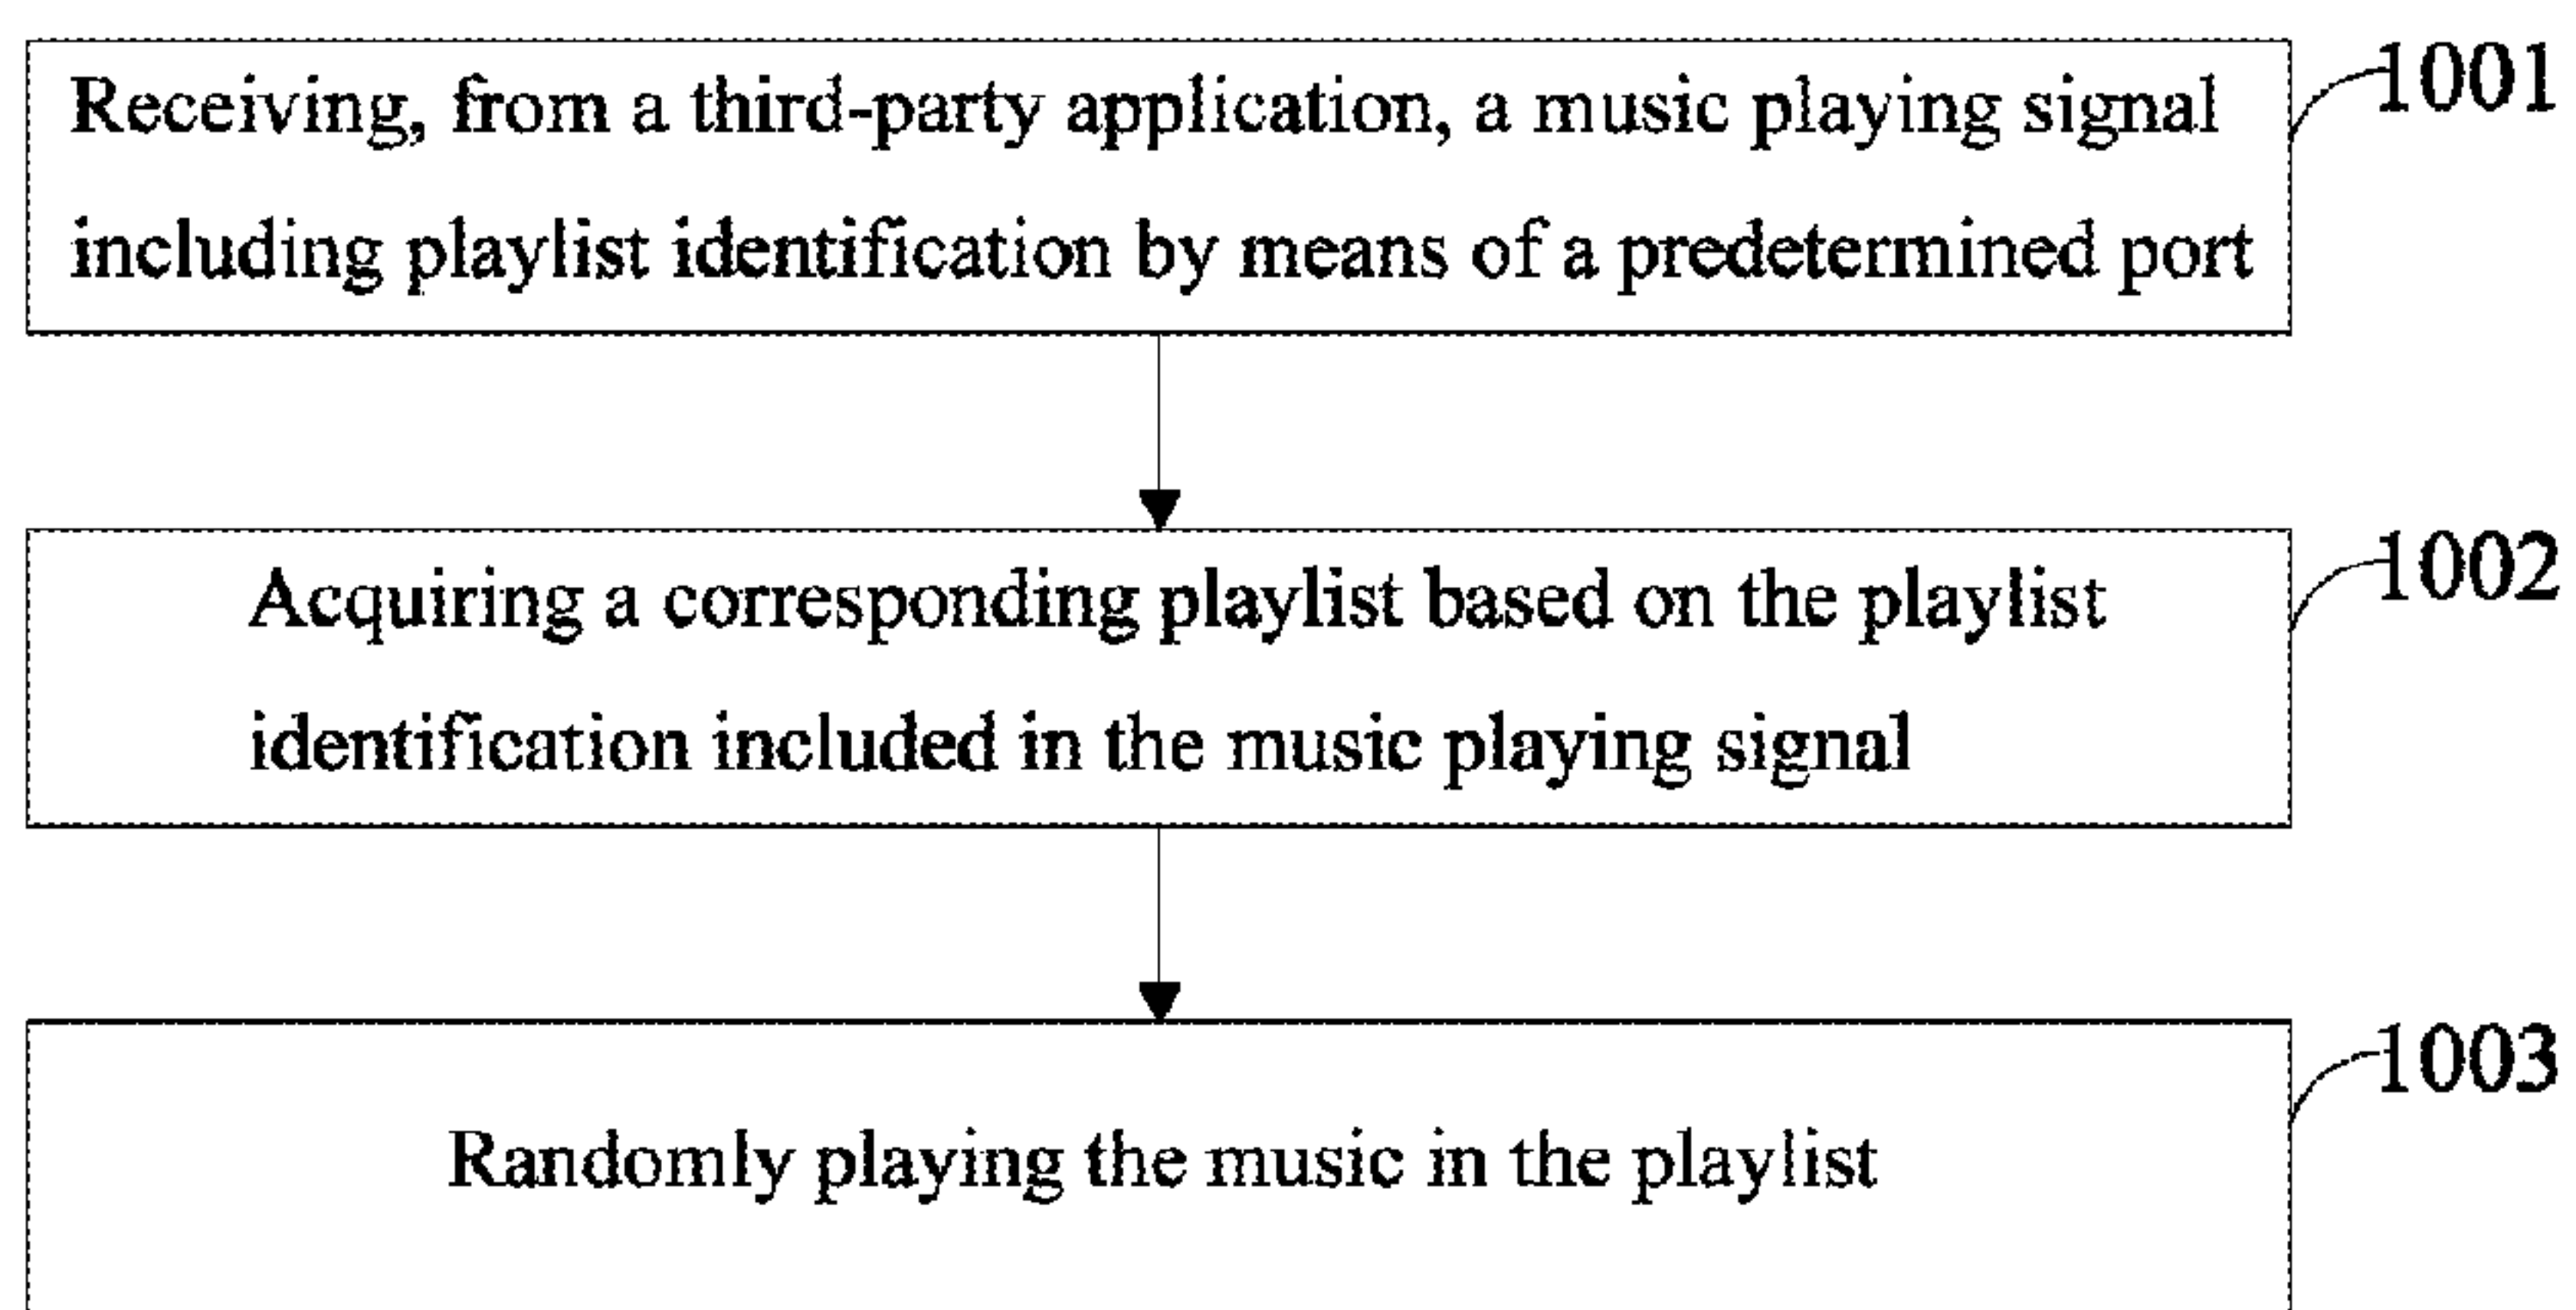 Receiving, from a third-party application, a music playing signal
including playlist identification by means of a predetermined port
1001
Acquiring a corresponding playlist based on the playlist
identification included in the music playing signal
1002
Randomly playing the music in the playlist
1003